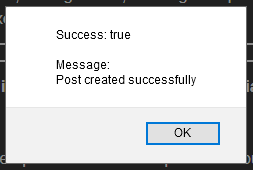 Success: true
Message:
Post created successfully
OK